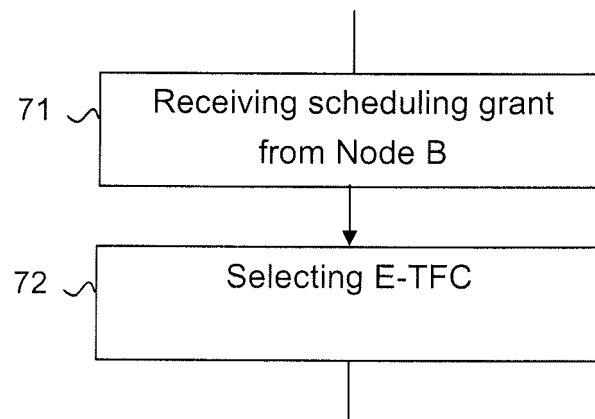 71
Receiving scheduling grant
from Node B
72
Selecting E-TFC